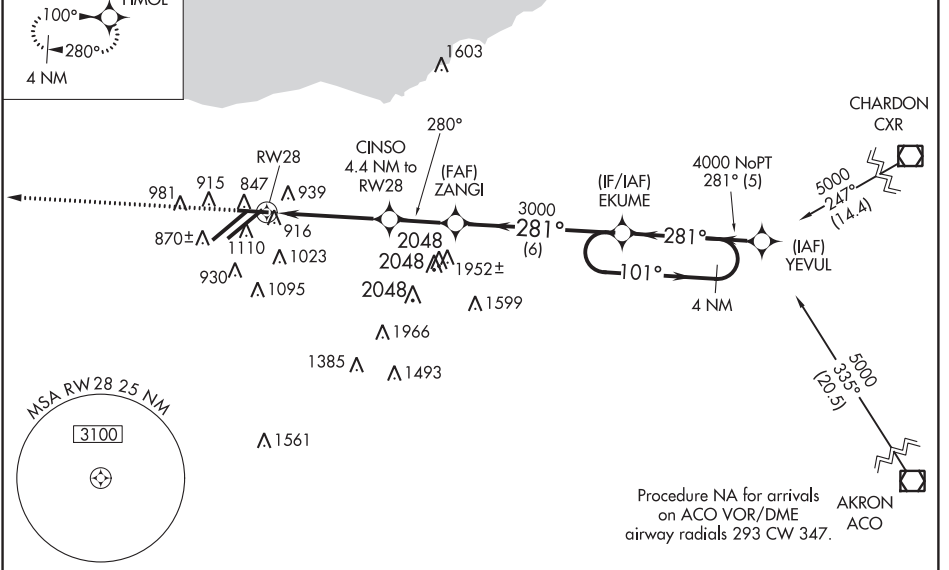 100°
280°
4 NM
1603
CHARDON
CXR
280°
CINSO
4.4 NM to
RW28
RW28
(FAF)
ZANGI
(IF/IAF)
EKUME
4000 NoPT
281° (5)
5000
247°
(14.4)
981
915
847
939
3000
281°
(6)
281°
(IAF)
YEVUL
870±
1110
916
2048
2048
1952±
101°
4 NM
930
1023
1095
2048
1599
1966
1385
1493
5000
335°
(20.5)
MSA RW28 25 NM
3100
1561
Procedure NA for arrivals
on ACO VOR/DME
airway radials 293 CW 347.
AKRON
ACO